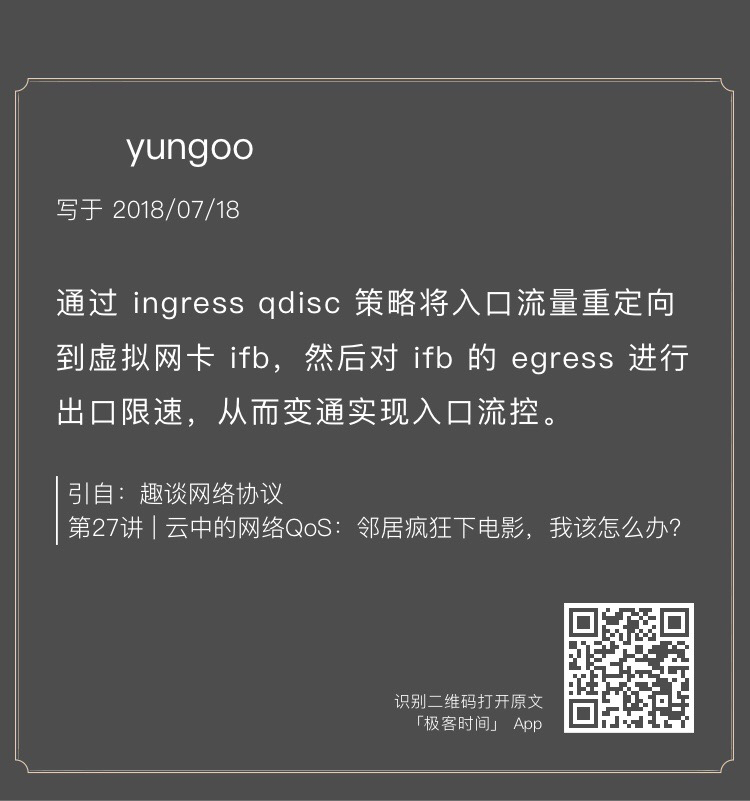 yungoo
写于 2018/07/18
通过 ingress qdisc 策略将入口流量重定向
到虚拟网卡 ifb，然后对 ifb 的 egress 进行
出口限速，从而变通实现入口流控。
引自：趣谈网络协议
第27讲 | 云中的网络QoS：邻居疯狂下电影，我该怎么办？
识别二维码打开原文
「极客时间」 App